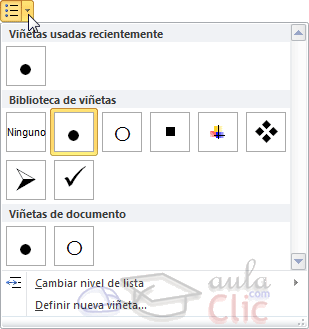 Viñetas usadas recientemente
Biblioteca de viñetas
Ninguno
Viñetas de documento
Cambiar nivel de lista
Definir nueva viñeta...
aula
.com
Clic